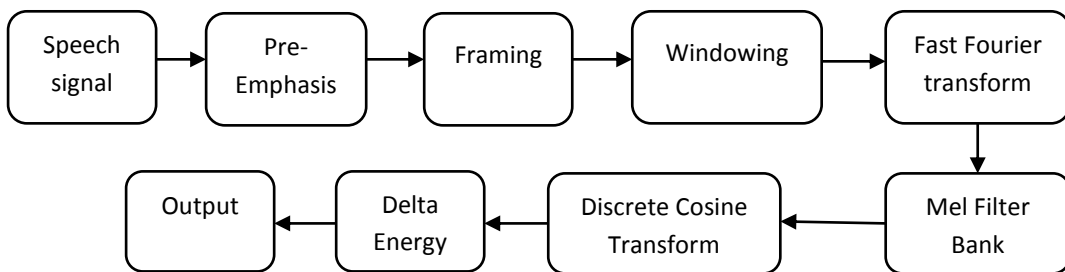 Speech
signal
Pre-
Emphasis
Framing
Windowing
Fast Fourier
transform
Mel Filter
Bank
Discrete Cosine
Transform
Delta
Energy
Output